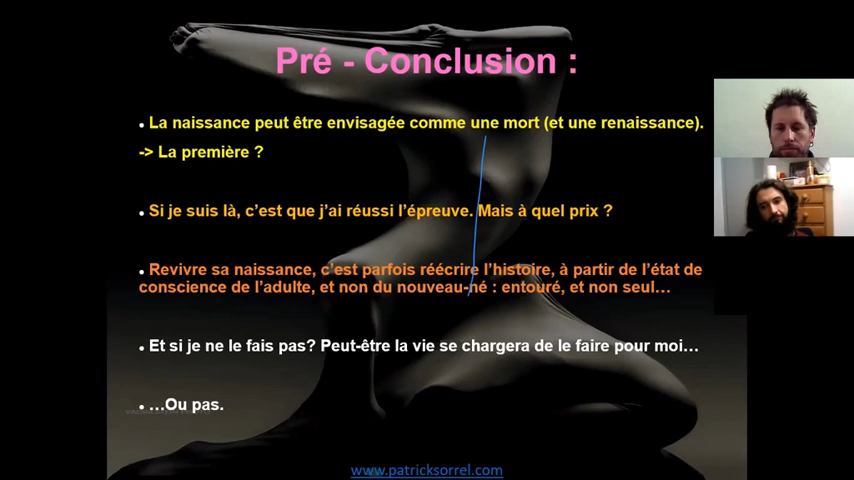 Pré - Conclusion :
• La naissance peut être envisagée comme une mort (et une renaissance).
-> La première ?
• Si je suis là, c'est que j'ai réussi l'épreuve. Mais à quel prix ?
• Revivre sa naissance, c'est parfois réécrire l'histoire, à partir de l'état de
conscience de l'adulte, et non du nouveau-né : entouré, et non seul…
• Et si je ne le fais pas? Peut-être la vie se chargera de le faire pour moi…
• …Ou pas.
www.patricksorrel.com